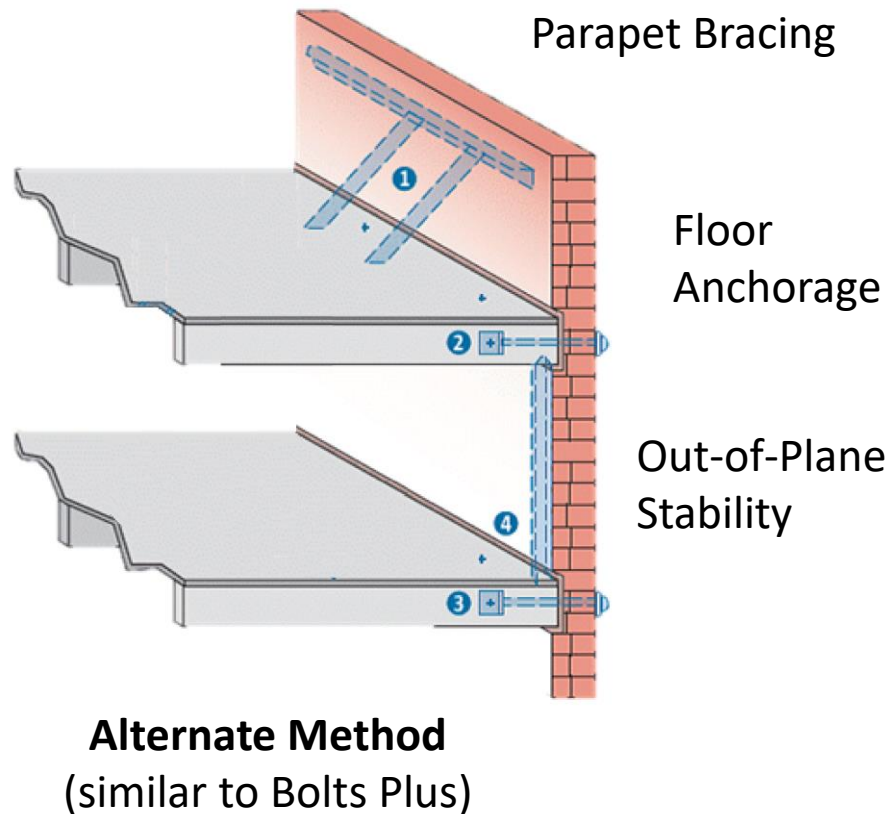 Parapet Bracing
1
Floor
Anchorage
2
Out-of-Plane
Stability
4
3
Alternate Method
(similar to Bolts Plus)